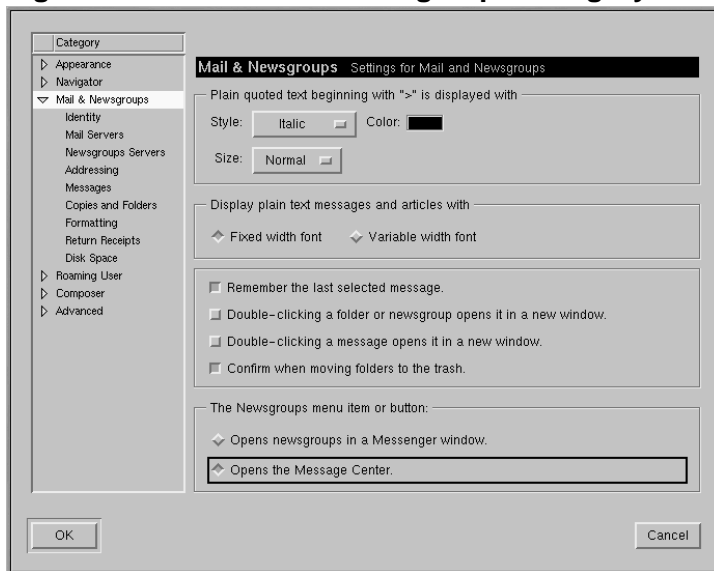 Category
Appearance
Navigator
Mail & Newsgroups
Identity
Mail Servers
Newsgroups Servers
Addressing
Messages
Copies and Folders
Formatting
Return Receipts
Disk Space
Roaming User
Composer
Advanced
Mail & Newsgroups Settings for Mail and Newsgroups
Plain quoted text beginning with ">" is displayed with
Style: Italic Color:
Size: Normal
Display plain text messages and articles with
Fixed width font Variable width font
Remember the last selected message.
Double-clicking a folder or newsgroup opens it in a new window.
Double-clicking a message opens it in a new window.
Confirm when moving folders to the trash.
The Newsgroups menu item or button:
Opens newsgroups in a Messenger window.
Opens the Message Center.
OK Cancel